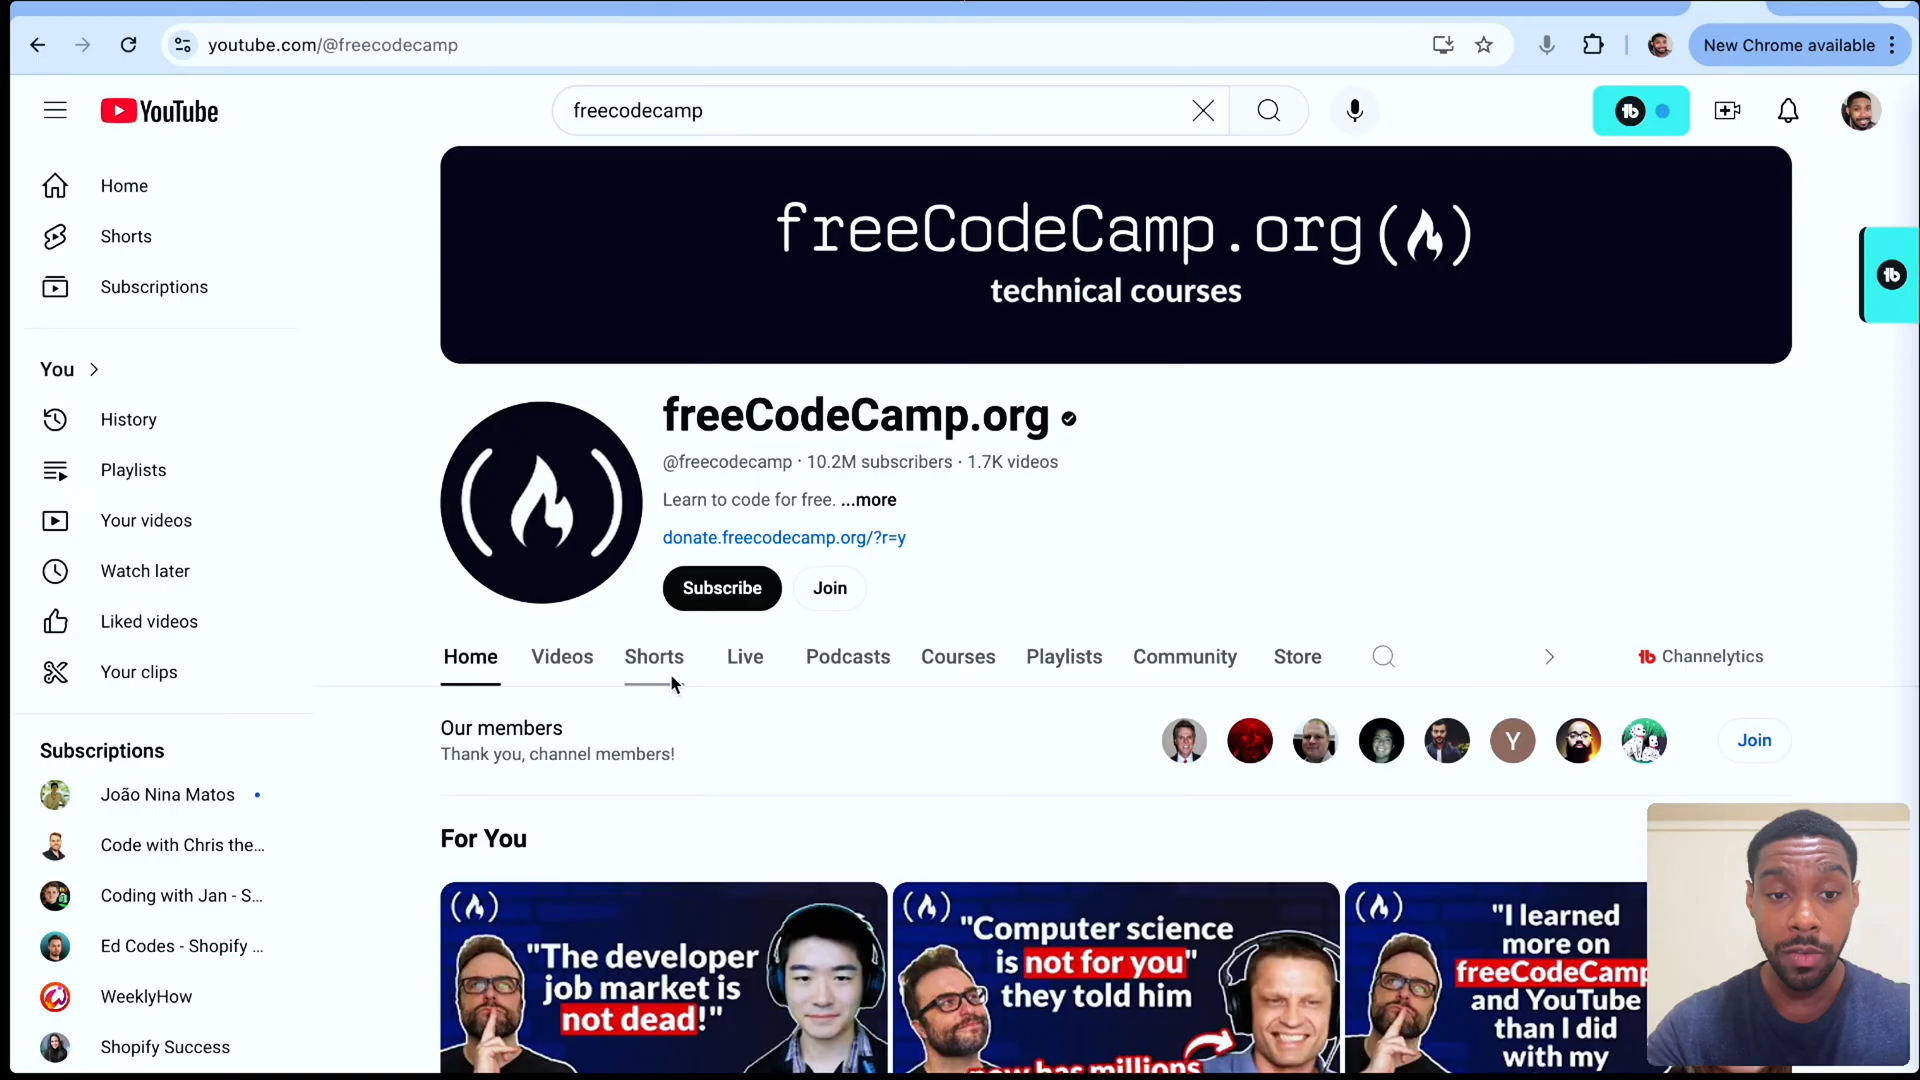 youtube.com/@freecodecamp
New Chrome available
YouTube
freecodecamp
Home
Shorts
Subscriptions
You
History
Playlists
Your videos
Watch later
Liked videos
Your clips
Subscriptions
João Nina Matos
Code with Chris the...
Coding with Jan - S...
Ed Codes - Shopify ...
WeeklyHow
Shopify Success
freeCodeCamp.org
technical courses
freeCodeCamp.org
@freecodecamp · 10.2M subscribers · 1.7K videos
Learn to code for free. ...more
donate.freecodecamp.org/?r=y
Subscribe
Join
Home
Videos
Shorts
Live
Podcasts
Courses
Playlists
Community
Store
Channelytics
Our members
Thank you, channel members!
Y
Join
For You
"The developer
job market is
not dead!"
"Computer science
is not for you"
they told him
now has millions
"I learned
more on
freeCodeCamp
and YouTube
than I did
with my